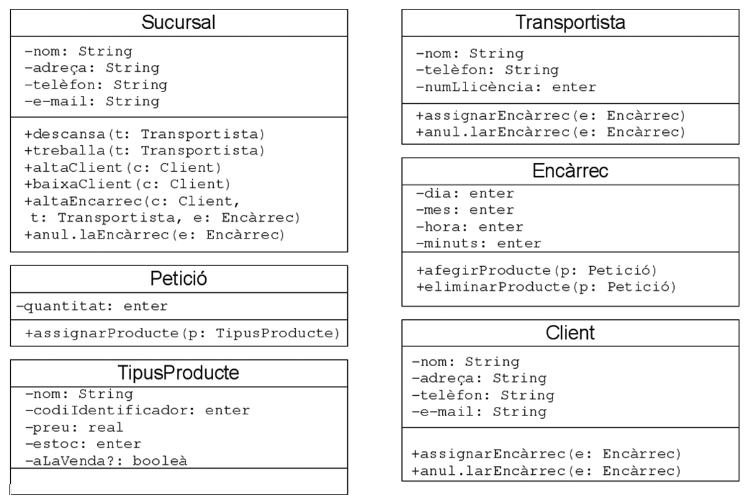 Sucursal
-nom: String
-adreça: String
-telèfon: String
-e-mail: String
+descansa(t: Transportista)
+treballa(t: Transportista)
+altaClient(c: Client)
+baixaClient(c: Client)
+altaEncarrec(c: Client,
t: Transportista, e: Encàrrec)
+anul.laEncàrrec(e: Encàrrec)
Petició
-quantitat: enter
+assignarProducte(p: TipusProducte)
TipusProducte
-nom: String
-codiIdentificador: enter
-preu: real
-estoc: enter
-aLaVenda?: booleà
Transportista
-nom: String
-telèfon: String
-numLlicència: enter
+assignarEncàrrec(e: Encàrrec)
+anul.larEncàrrec(e: Encàrrec)
Encàrrec
-dia: enter
-mes: enter
-hora: enter
-minuts: enter
+afegirProducte(p: Petició)
+eliminarProducte(p: Petició)
Client
-nom: String
-adreça: String
-telèfon: String
-e-mail: String
+assignarEncàrrec(e: Encàrrec)
+anul.larEncàrrec(e: Encàrrec)